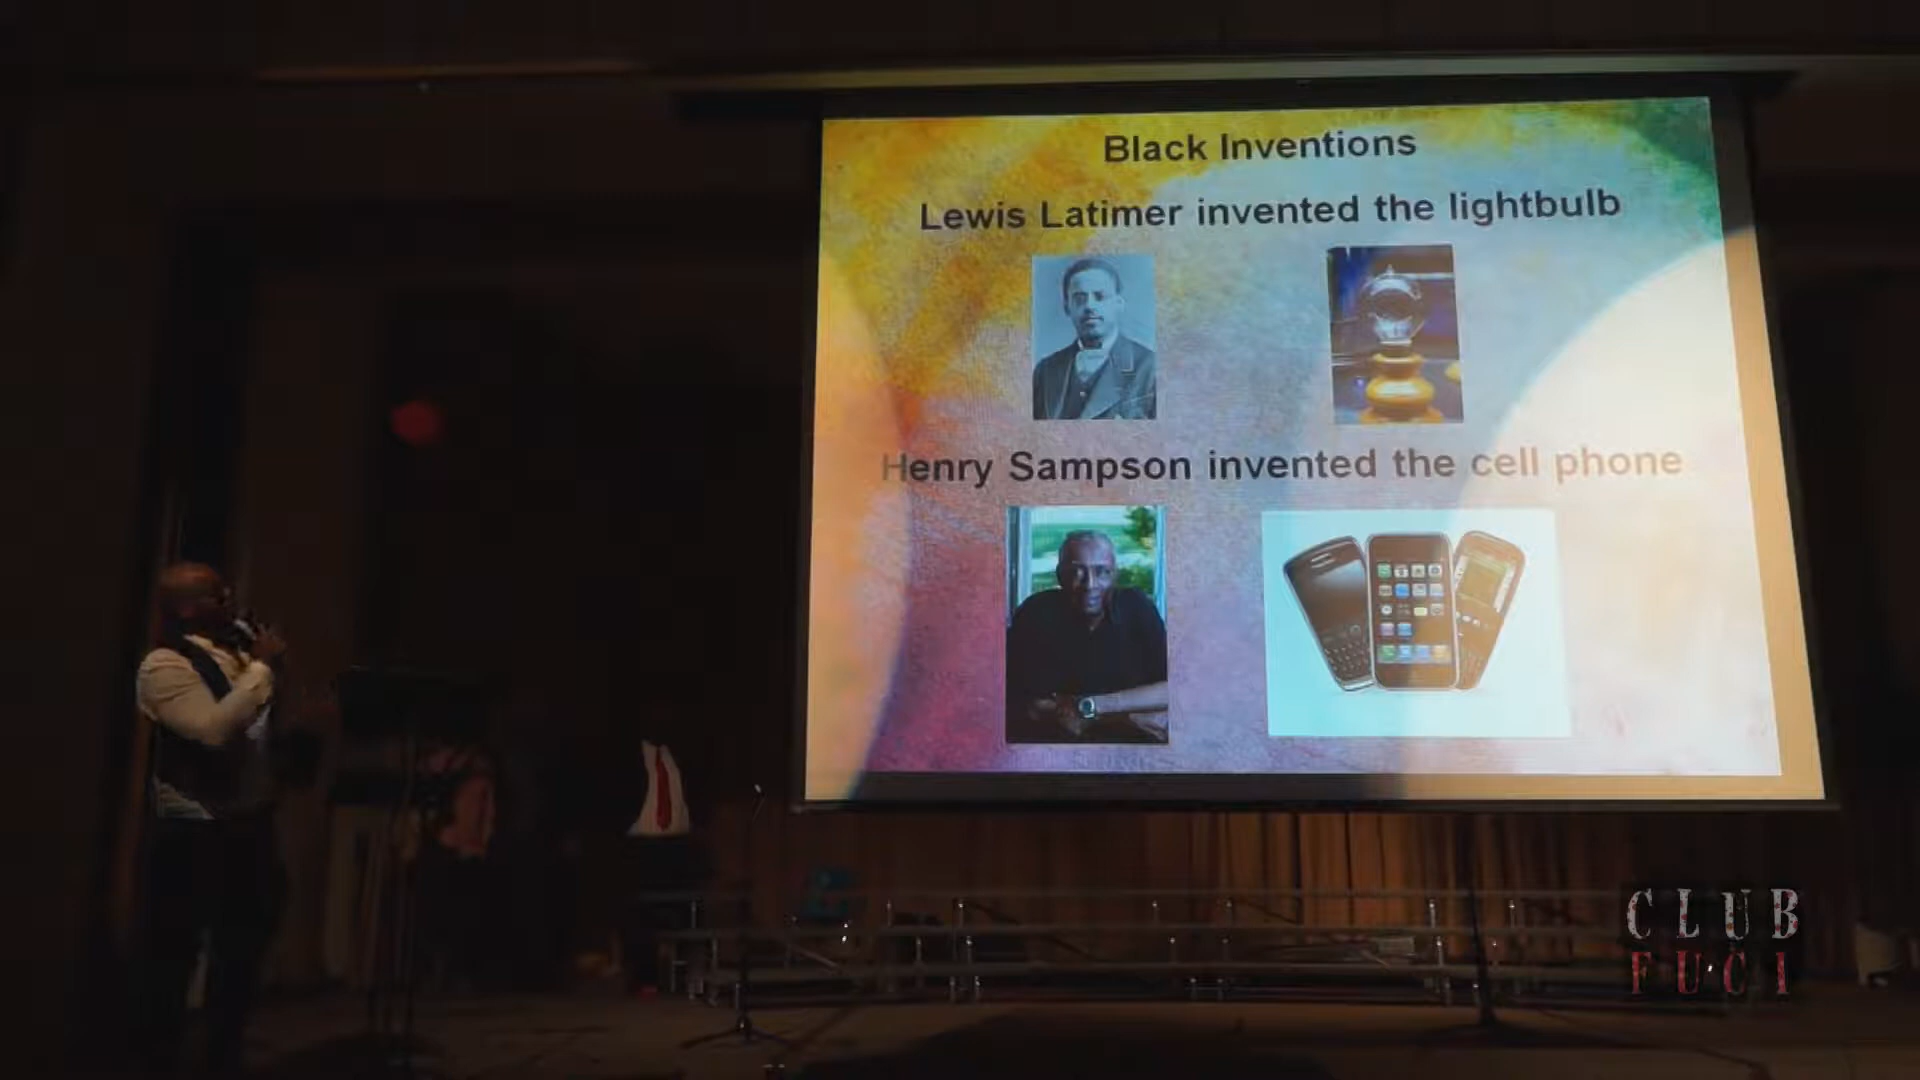 Black Inventions
Lewis Latimer invented the lightbulb
Henry Sampson invented the cell phone
CLUB
FUCI